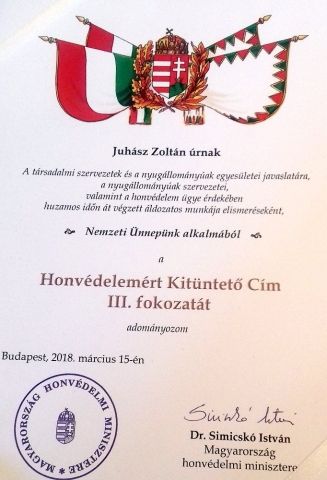 Juhász Zoltán úrnak
A társadalmi szervezetek és a nyugállományúak egyesületei javaslatára,
a nyugállományúak szervezetei,
valamint a honvédelem ügye érdekében
huzamos időn át végzett áldozatos munkája elismeréseként,
Nemzeti Ünnepünk alkalmából
a
Honvédelemért Kitüntető Cím
III. fokozatát
adományozom
Budapest, 2018. március 15-én
MAGYARORSZÁG HONVÉDELMI MINISZTERE
Simicskó István
Dr. Simicskó István
Magyarország
honvédelmi minisztere